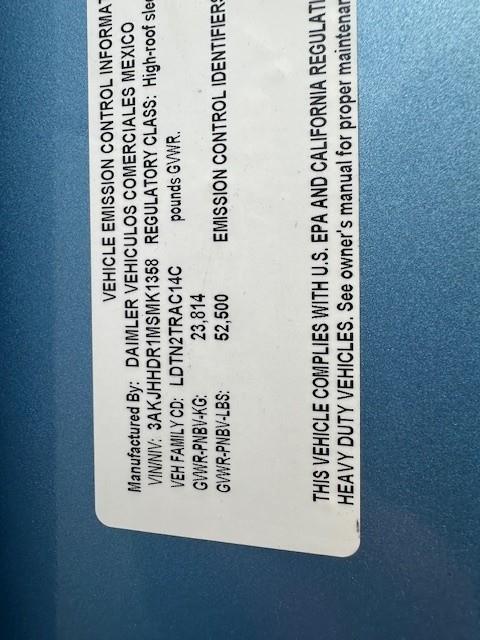 VEHICLE EMISSION CONTROL INFORMAT
Manufactured By: DAIMLER VEHICULOS COMERCIALES MEXICO
VIN/NIV: 3AKJHHDR1MSMK1358 REGULATORY CLASS: High-roof slee
VEH FAMILY CD: LDTN2TRAC14C pounds GVWR.
GVWR-PNBV-KG: 23,814
GVWR-PNBV-LBS: 52,500 EMISSION CONTROL IDENTIFIERS
THIS VEHICLE COMPLIES WITH U.S. EPA AND CALIFORNIA REGULATI
HEAVY DUTY VEHICLES. See owner's manual for proper maintenan